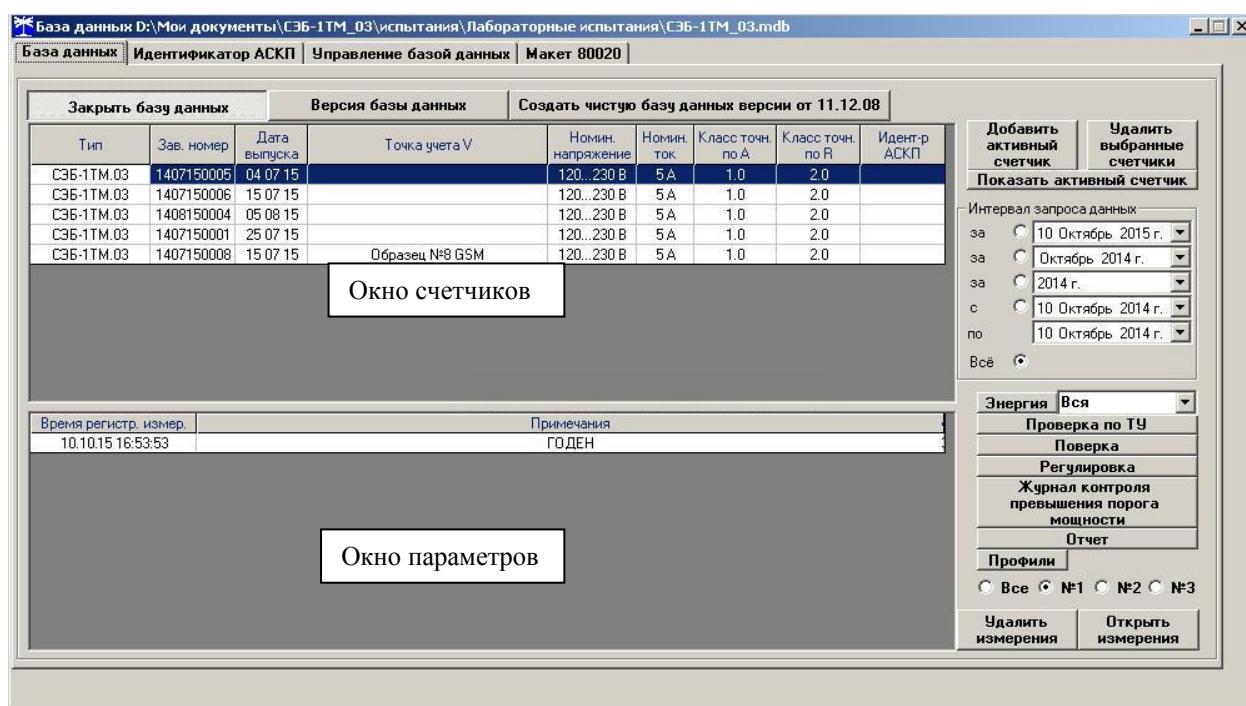 База данных D:\Мои документы\СЭБ-1ТМ_03\испытания\Лабораторные испытания\СЭБ-1ТМ_03.mdb
База данных Идентификатор АСКП Управление базой данных Макет 80020
Закрыть базу данных Версия базы данных Создать чистую базу данных версии от 11.12.08
Тип Зав. номер Дата выпуска Точка учета V Номин. напряжение Номин. ток Класс точн. по A Класс точн. по R Идент-р АСКП
СЭБ-1ТМ.03 1407150005 04 07 15 120...230 В 5 А 1.0 2.0
СЭБ-1ТМ.03 1407150006 15 07 15 120...230 В 5 А 1.0 2.0
СЭБ-1ТМ.03 1408150004 05 08 15 120...230 В 5 А 1.0 2.0
СЭБ-1ТМ.03 1407150001 25 07 15 120...230 В 5 А 1.0 2.0
СЭБ-1ТМ.03 1407150008 15 07 15 Образец №8 GSM 120...230 В 5 А 1.0 2.0
Окно счетчиков
Время регистр. измер. Примечания
10.10.15 16:53:53 ГОДЕН
Окно параметров
Добавить активный счетчик
Удалить выбранные счетчики
Показать активный счетчик
Интервал запроса данных
за 10 Октябрь 2015 г.
за Октябрь 2014 г.
за 2014 г.
с 10 Октябрь 2014 г.
по 10 Октябрь 2014 г.
Всё
Энергия Вся
Проверка по ТУ
Поверка
Регулировка
Журнал контроля
превышения порога
мощности
Отчет
Профили
Все №1 №2 №3
Удалить измерения
Открыть измерения